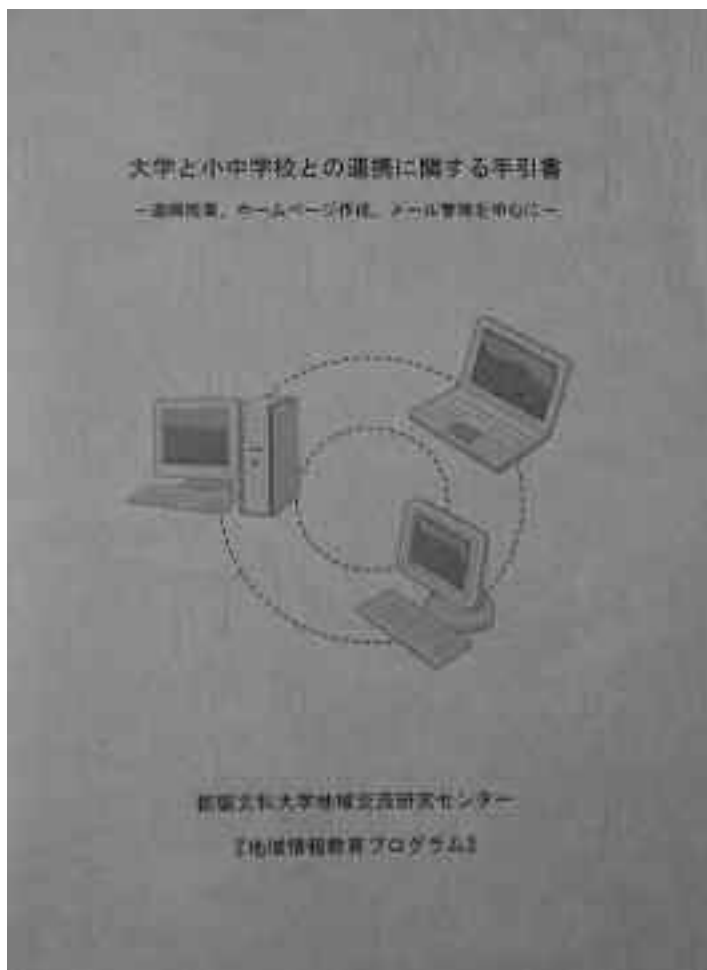 大学と小中学校との連携に関する手引書
ー遠隔授業、ホームページ作成、メール管理を中心にー
都留文科大学地域交流研究センター
『地域情報教育プログラム』